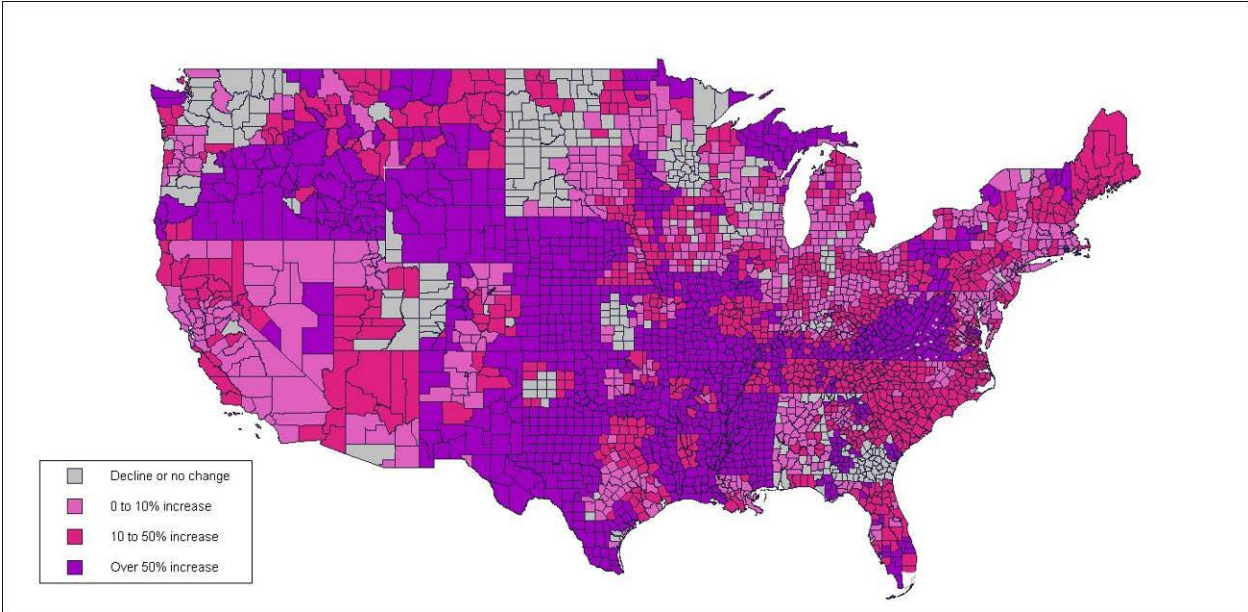 Decline or no change
0 to 10% increase
10 to 50% increase
Over 50% increase